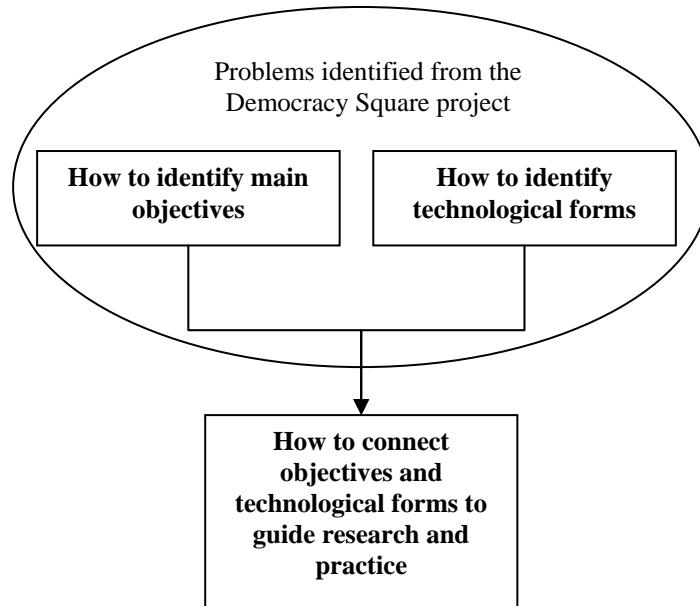 Problems identified from the
Democracy Square project
How to identify main
objectives
How to identify
technological forms
How to connect
objectives and
technological forms to
guide research and
practice